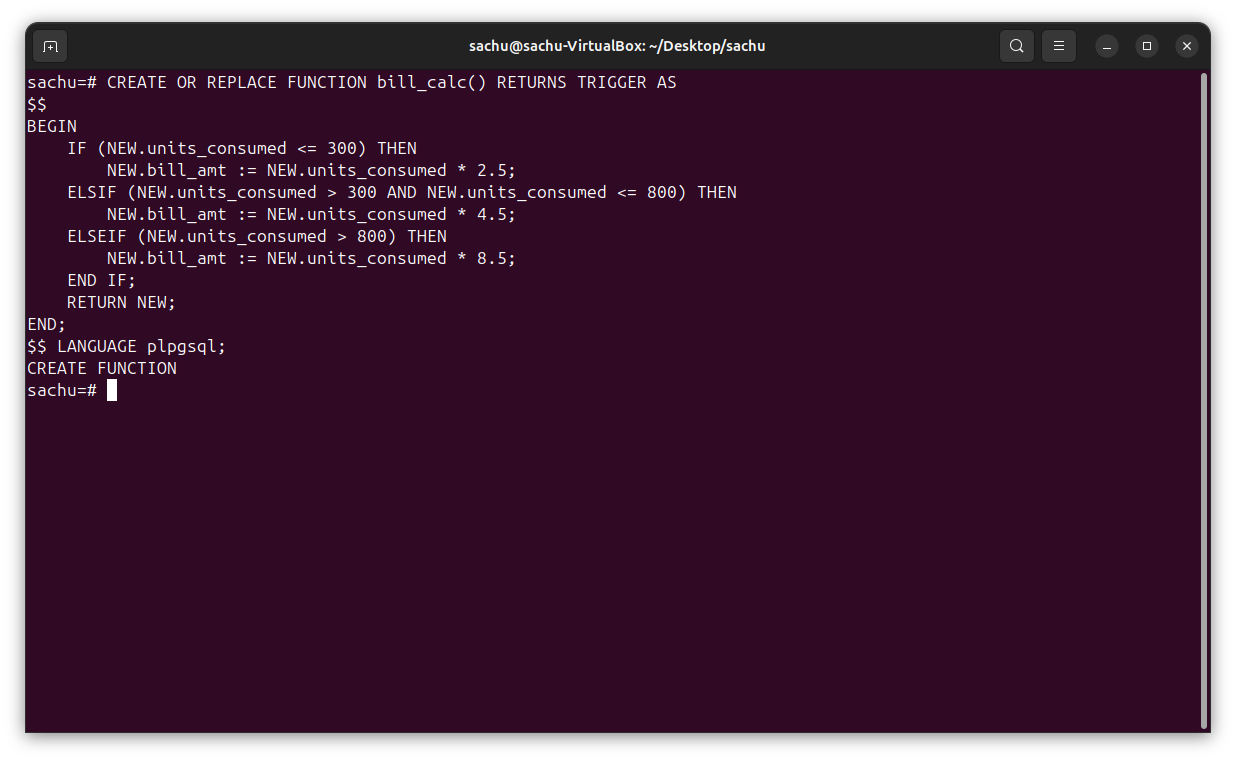 sachu@sachu-VirtualBox: ~/Desktop/sachu
sachu=# CREATE OR REPLACE FUNCTION bill_calc() RETURNS TRIGGER AS
$$
BEGIN
    IF (NEW.units_consumed <= 300) THEN
        NEW.bill_amt := NEW.units_consumed * 2.5;
    ELSIF (NEW.units_consumed > 300 AND NEW.units_consumed <= 800) THEN
        NEW.bill_amt := NEW.units_consumed * 4.5;
    ELSEIF (NEW.units_consumed > 800) THEN
        NEW.bill_amt := NEW.units_consumed * 8.5;
    END IF;
    RETURN NEW;
END;
$$ LANGUAGE plpgsql;
CREATE FUNCTION
sachu=#